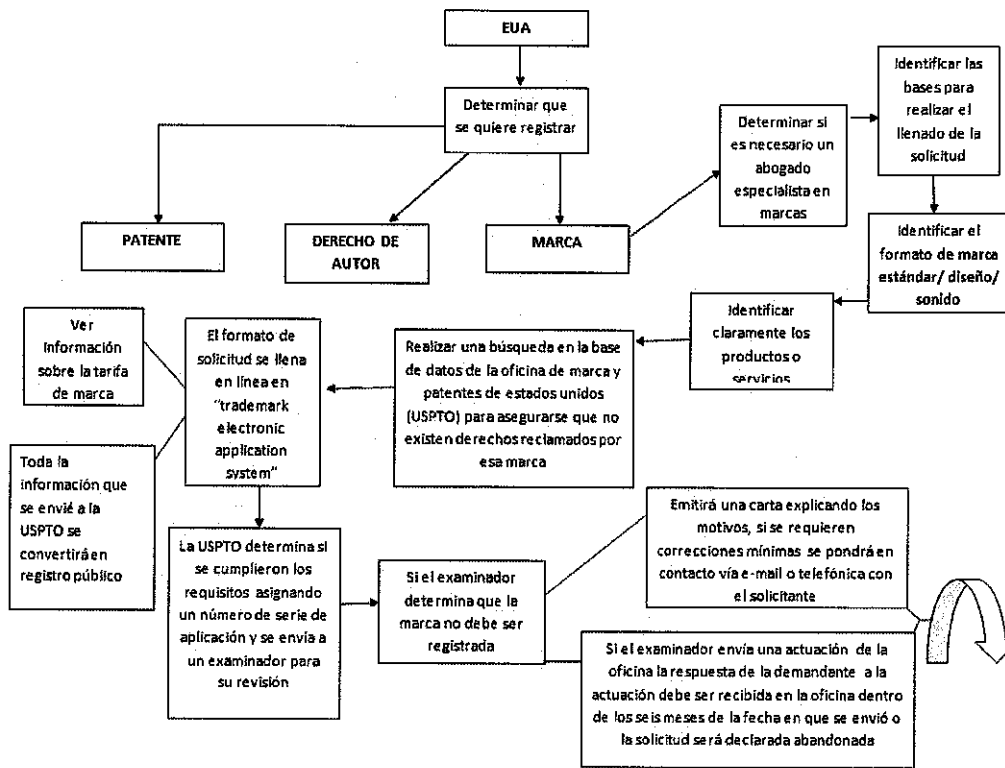 EUA
Determinar que
se quiere registrar
PATENTE
DERECHO DE
AUTOR
MARCA
Determinar si
es necesario un
abogado
especialista en
marcas
Identificar las
bases para
realizar el
llenado de la
solicitud
Identificar el
formato de marca
estándar/ diseño/
sonido
Identificar
claramente los
productos o
servicios
Realizar una búsqueda en la base
de datos de la oficina de marca y
patentes de estados unidos
(USPTO) para asegurarse que no
existen derechos reclamados por
esa marca
El formato de
solicitud se llena
en línea en
“trademark
electronic
application
system”
Ver
información
sobre la tarifa
de marca
Toda la
información que
se envié a la
USPTO se
convertirá en
registro público
La USPTO determina si
se cumplieron los
requisitos asignando
un número de serie de
aplicación y se envía a
un examinador para
su revisión
Si el examinador
determina que la
marca no debe ser
registrada
Emitirá una carta explicando los
motivos, si se requieren
correcciones mínimas se pondrá en
contacto vía e-mail o telefónica con
el solicitante
Si el examinador envía una actuación de la
oficina la respuesta de la demandante a la
actuación debe ser recibida en la oficina dentro
de los seis meses de la fecha en que se envió o
la solicitud será declarada abandonada